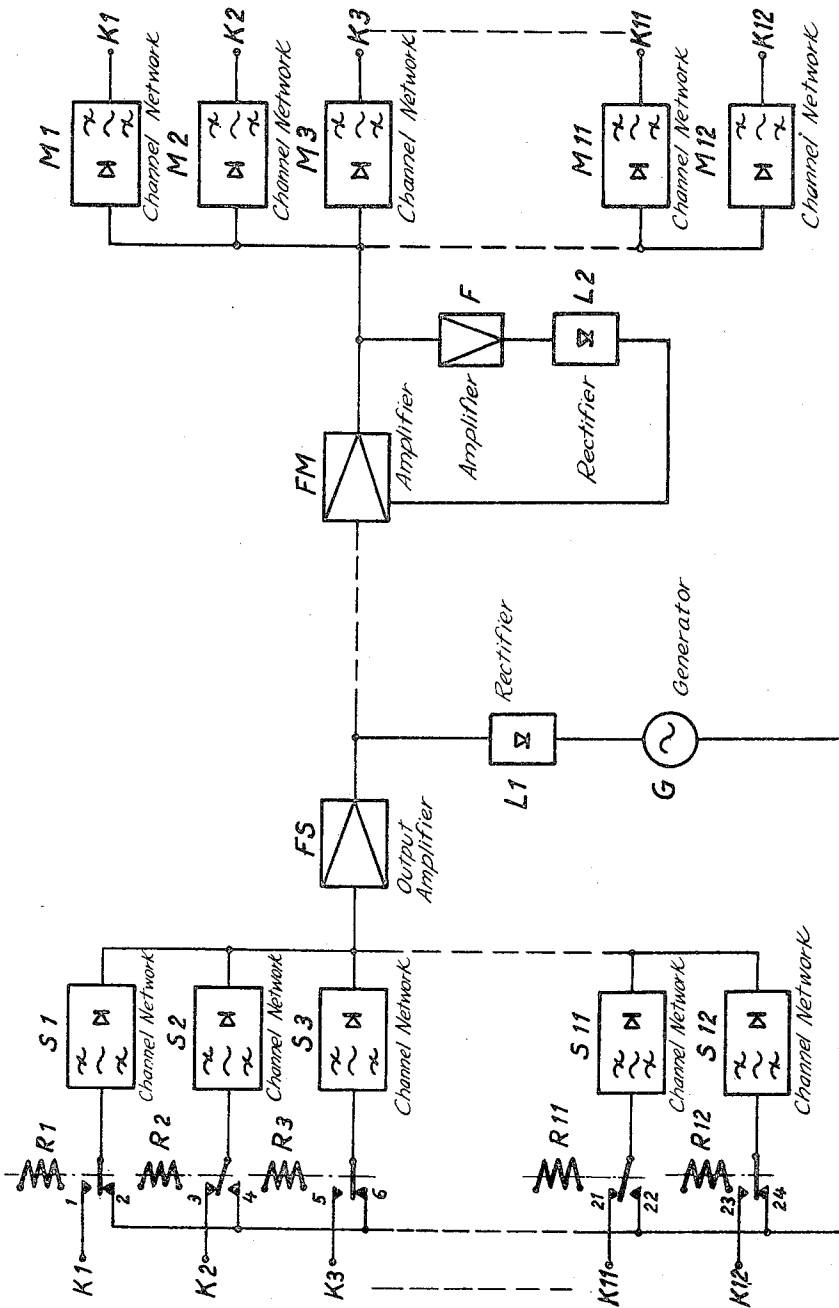 R1 S1 M1
K1 1 K1
2 Channel Network Channel Network
R2 S2 M2
K2 3 K2
4 Channel Network Channel Network
R3 S3 FS FM M3
K3 5 K3
6 Channel Network Output Amplifier Amplifier Channel Network
Amplifier F
L1 Rectifier
Rectifier L2
R11 S11 M11
K11 21 K11
22 Channel Network Channel Network
G Generator
R12 S12 M12
K12 23 K12
24 Channel Network Channel Network